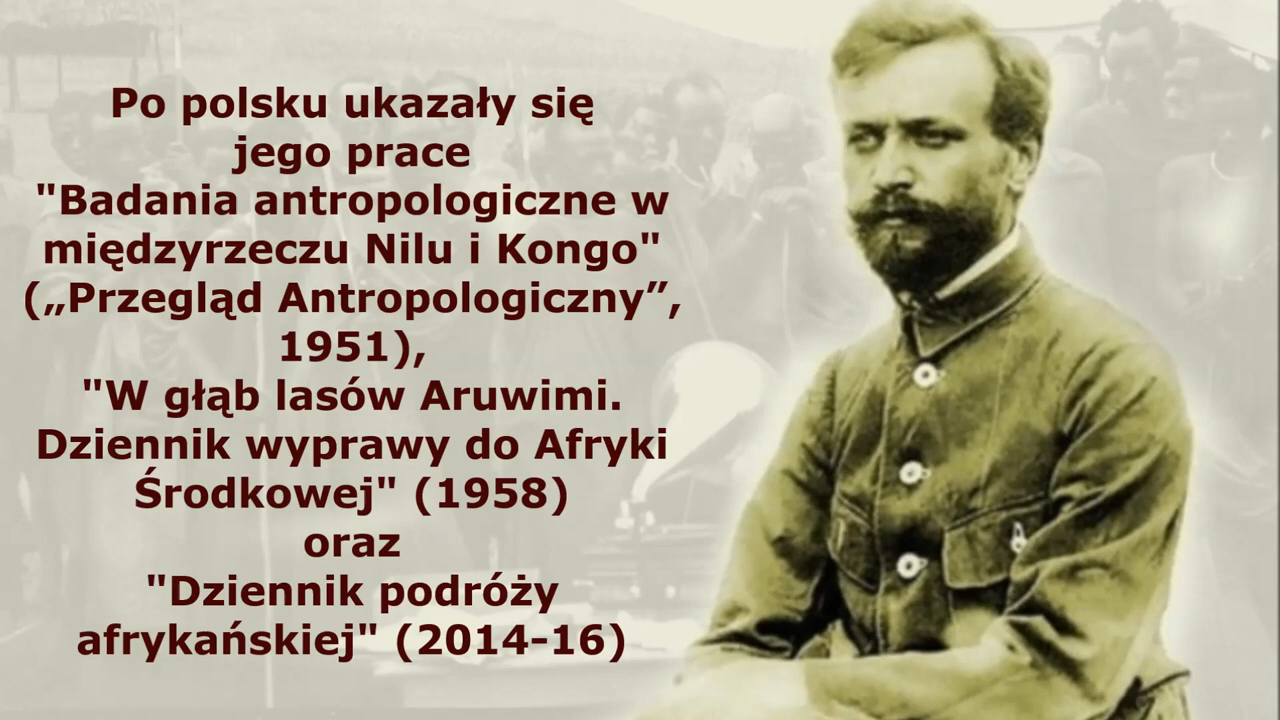 Po polsku ukazały się
jego prace
"Badania antropologiczne w
międzyrzeczu Nilu i Kongo"
(„Przegląd Antropologiczny”,
1951),
"W głąb lasów Aruwimi.
Dziennik wyprawy do Afryki
Środkowej" (1958)
oraz
"Dziennik podróży
afrykańskiej" (2014-16)